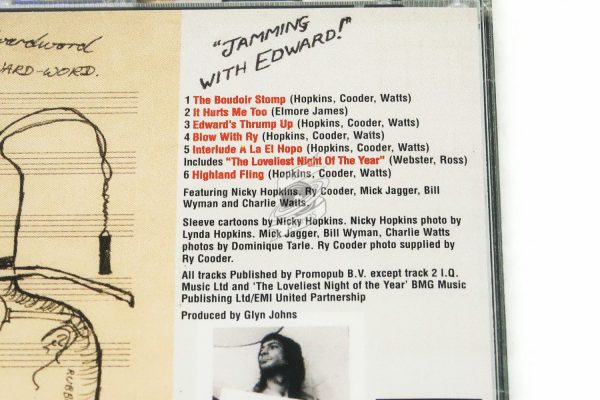 wardword
WARD-WORD.
"JAMMING
WITH EDWARD!"
1 The Boudoir Stomp (Hopkins, Cooder, Watts)
2 It Hurts Me Too (Elmore James)
3 Edward's Thrump Up (Hopkins, Cooder, Watts)
4 Blow With Ry (Hopkins, Cooder, Watts)
5 Interlude A La El Hopo (Hopkins, Cooder, Watts)
Includes "The Loveliest Night Of The Year" (Webster, Ross)
6 Highland Fling (Hopkins, Cooder, Watts)
Featuring Nicky Hopkins. Ry Cooder, Mick Jagger, Bill
Wyman and Charlie Watts.
Sleeve cartoons by Nicky Hopkins. Nicky Hopkins photo by
Lynda Hopkins. Mick Jagger, Bill Wyman, Charlie Watts
photos by Dominique Tarle. Ry Cooder photo supplied by
Ry Cooder.
All tracks Published by Promopub B.V. except track 2 I.Q.
Music Ltd and 'The Loveliest Night of the Year' BMG Music
Publishing Ltd/EMI United Partnership
Produced by Glyn Johns
RUBB